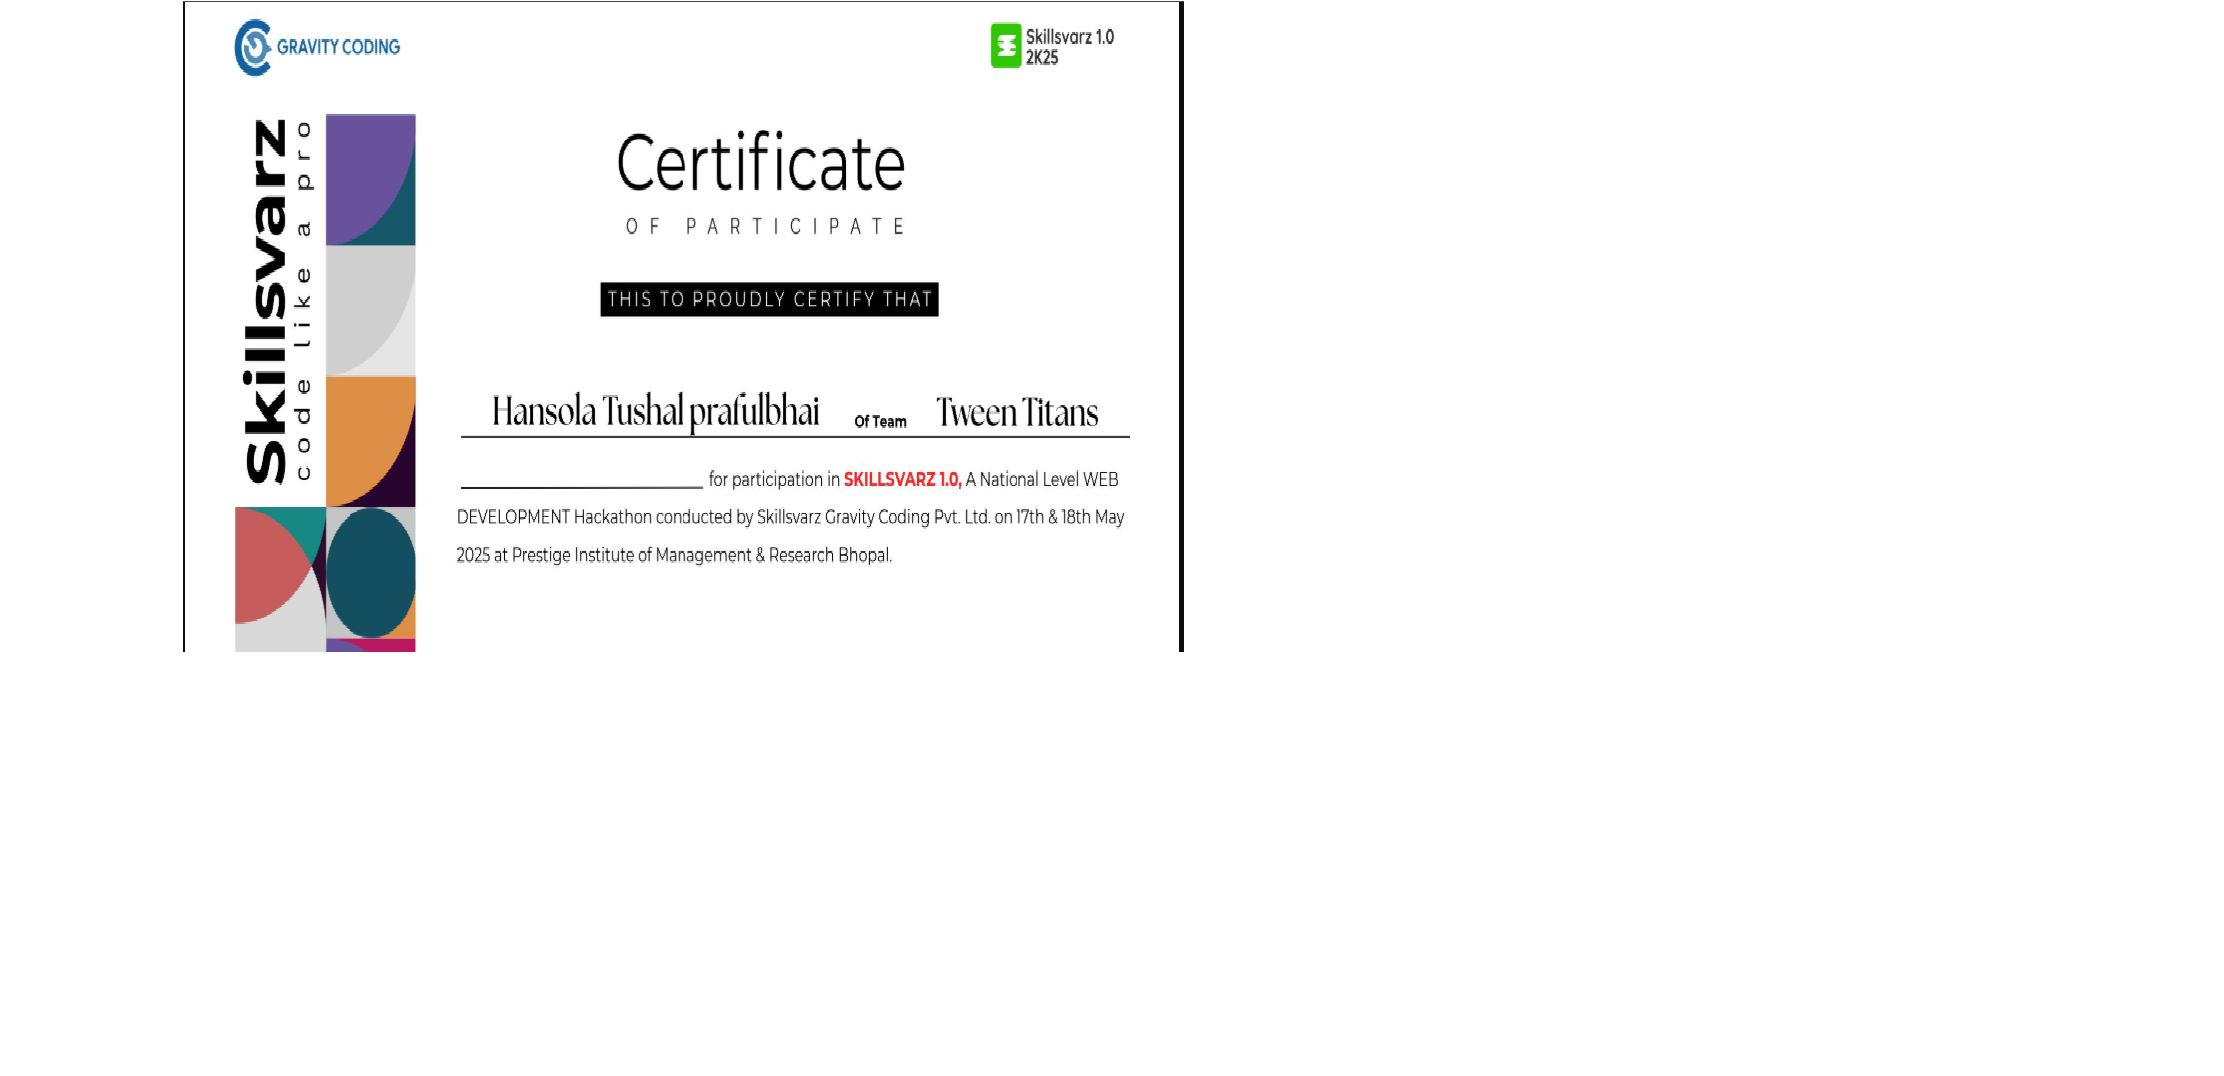 GRAVITY CODING
Skillsvarz 1.0
2K25
Skillsvarz
code like a pro
Certificate
OF PARTICIPATE
THIS TO PROUDLY CERTIFY THAT
Hansola Tushal prafulbhai Of Team Tween Titans
for participation in SKILLSVARZ 1.0, A National Level WEB
DEVELOPMENT Hackathon conducted by Skillsvarz Gravity Coding Pvt. Ltd. on 17th & 18th May
2025 at Prestige Institute of Management & Research Bhopal.